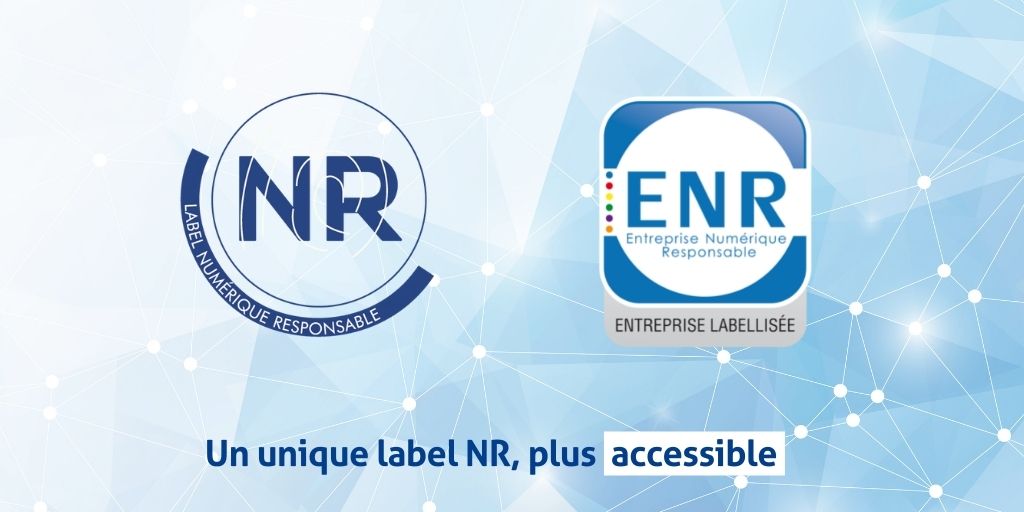 NR
LABEL NUMÉRIQUE RESPONSABLE
ENR
Entreprise Numérique
Responsable
ENTREPRISE LABELLISÉE
Un unique label NR, plus accessible